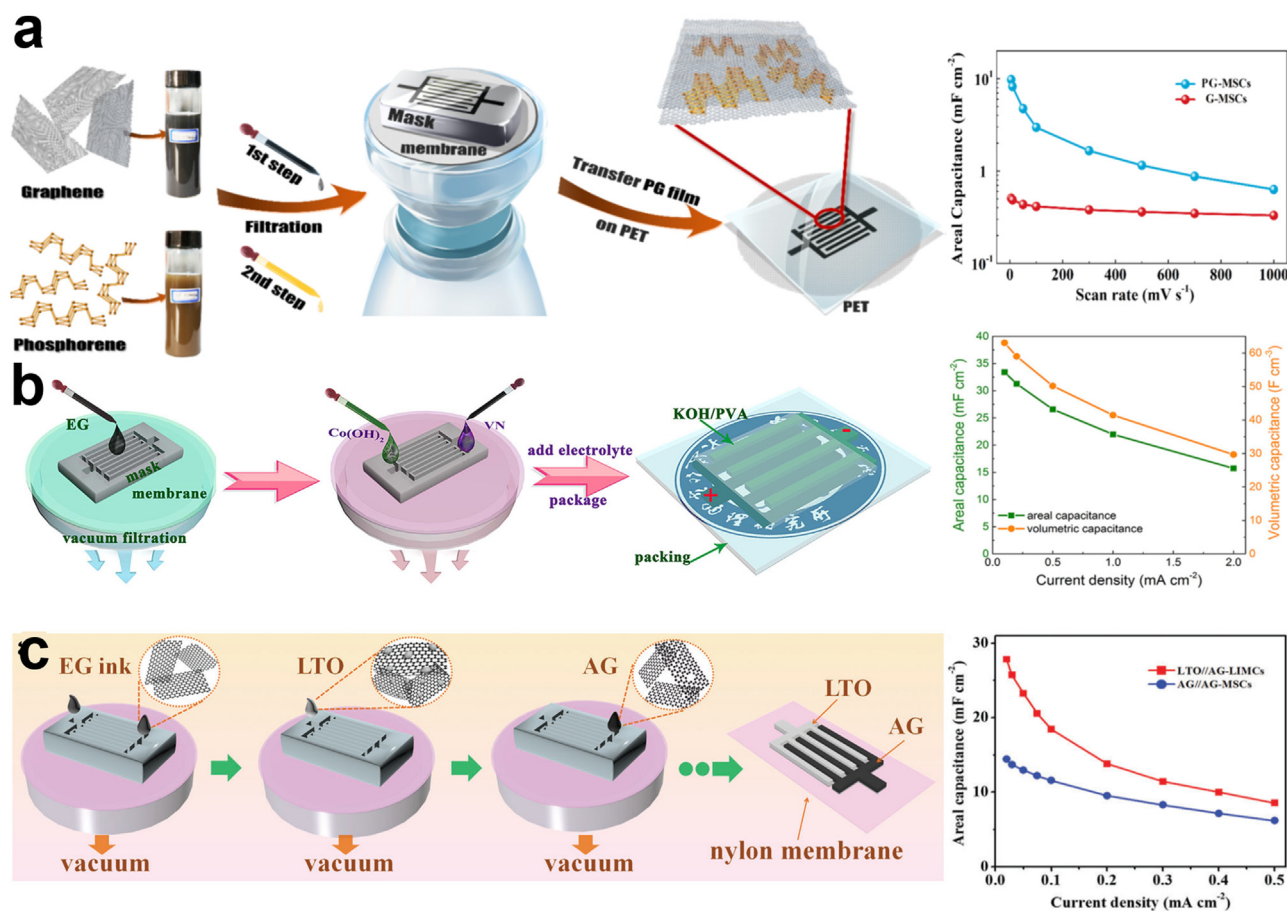 a
Graphene
Phosphorene
1st step
Filtration
2nd step
Mask
membrane
Transfer PG film
on PET
PET
Areal Capacitance (mF cm⁻²)
10¹
1
10⁻¹
PG-MSCs
G-MSCs
0 200 400 600 800 1000
Scan rate (mV s⁻¹)
b
EG
mask
membrane
vacuum filtration
Co(OH)₂
VN
add electrolyte
package
KOH/PVA
-
+
packing
Areal capacitance (mF cm⁻²)
40
35
30
25
20
15
10
5
0
areal capacitance
volumetric capacitance
0.0 0.5 1.0 1.5 2.0
Current density (mA cm⁻²)
60
50
40
30
20
10
0
Volumetric capacitance (F cm⁻³)
c
EG ink
LTO
AG
vacuum
vacuum
vacuum
LTO
AG
nylon membrane
Areal capacitance (mF cm⁻²)
30
20
10
0
LTO//AG-LIMCs
AG//AG-MSCs
0.0 0.1 0.2 0.3 0.4 0.5
Current density (mA cm⁻²)